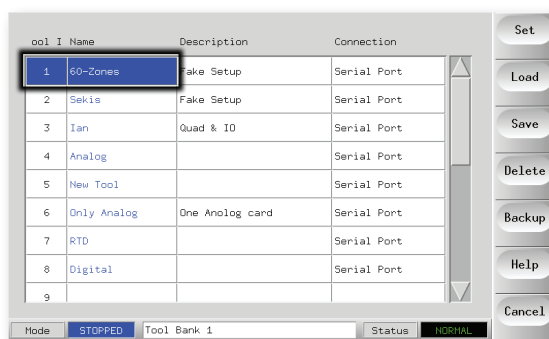 ool I Name Description Connection
1 60-Zones Fake Setup Serial Port
2 Sekis Fake Setup Serial Port
3 Ian Quad & IO Serial Port
4 Analog Serial Port
5 New Tool Serial Port
6 Only Analog One Anolog card Serial Port
7 RTD Serial Port
8 Digital Serial Port
9
Set
Load
Save
Delete
Backup
Help
Cancel
Mode STOPPED Tool Bank 1 Status NORMAL